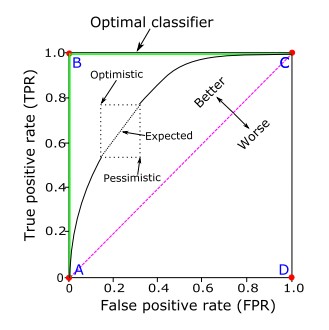 Optimal classifier
1.0
B
C
Optimistic
Better
0.8
Expected
Worse
0.6
Pessimistic
0.4
0.2
True positive rate (TPR)
A
D
0
0
0.2
0.4
0.6
0.8
1.0
False positive rate (FPR)